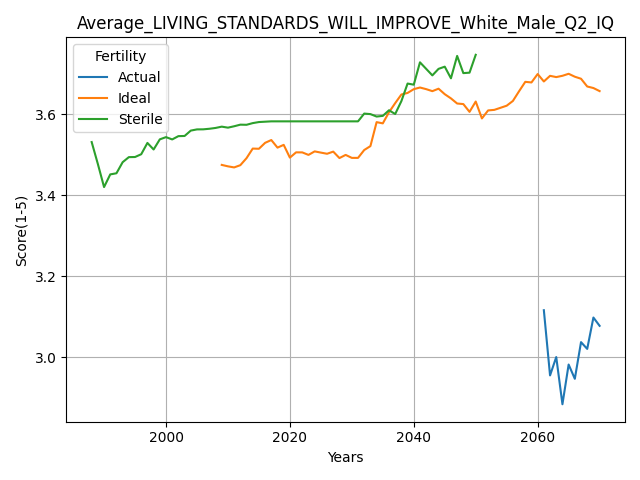 Average_LIVING_STANDARDS_WILL_IMPROVE_White_Male_Q2_IQ
Fertility
Actual
Ideal
Sterile
Score(1-5)
3.6
3.4
3.2
3.0
2000
2020
2040
2060
Years